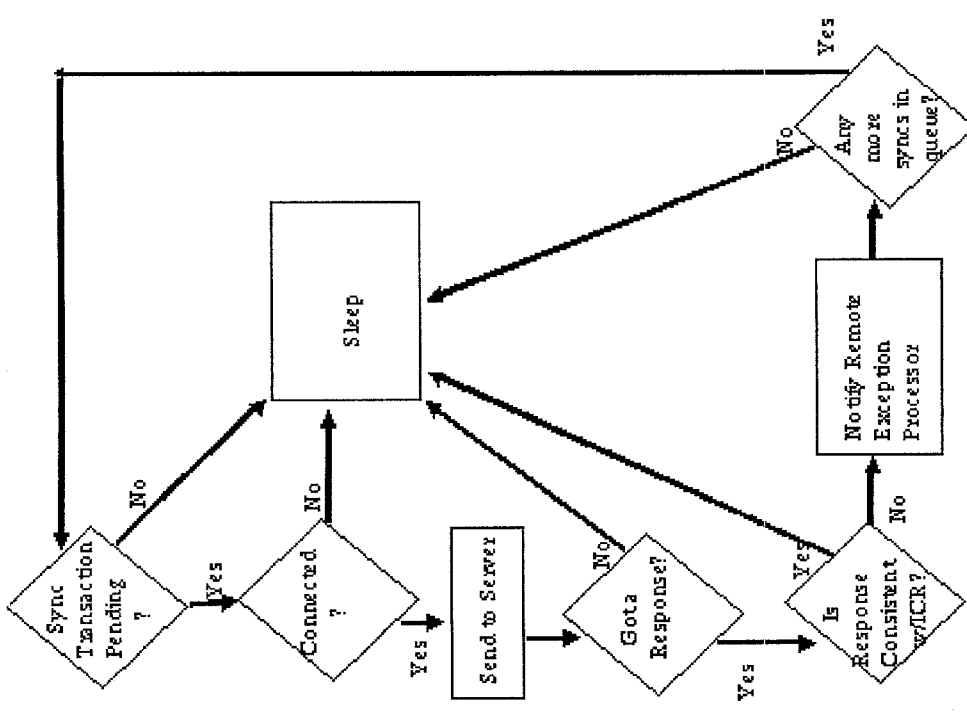 Sync
Transaction
Pending
?
No
Yes
Connected
?
No
Yes
Send to Server
Got a
Response?
No
Yes
Is
Response
Consistent
w/ICR?
Yes
No
Notify Remote
Exception
Processor
Any
more
syncs in
queue?
No
Yes
Sleep